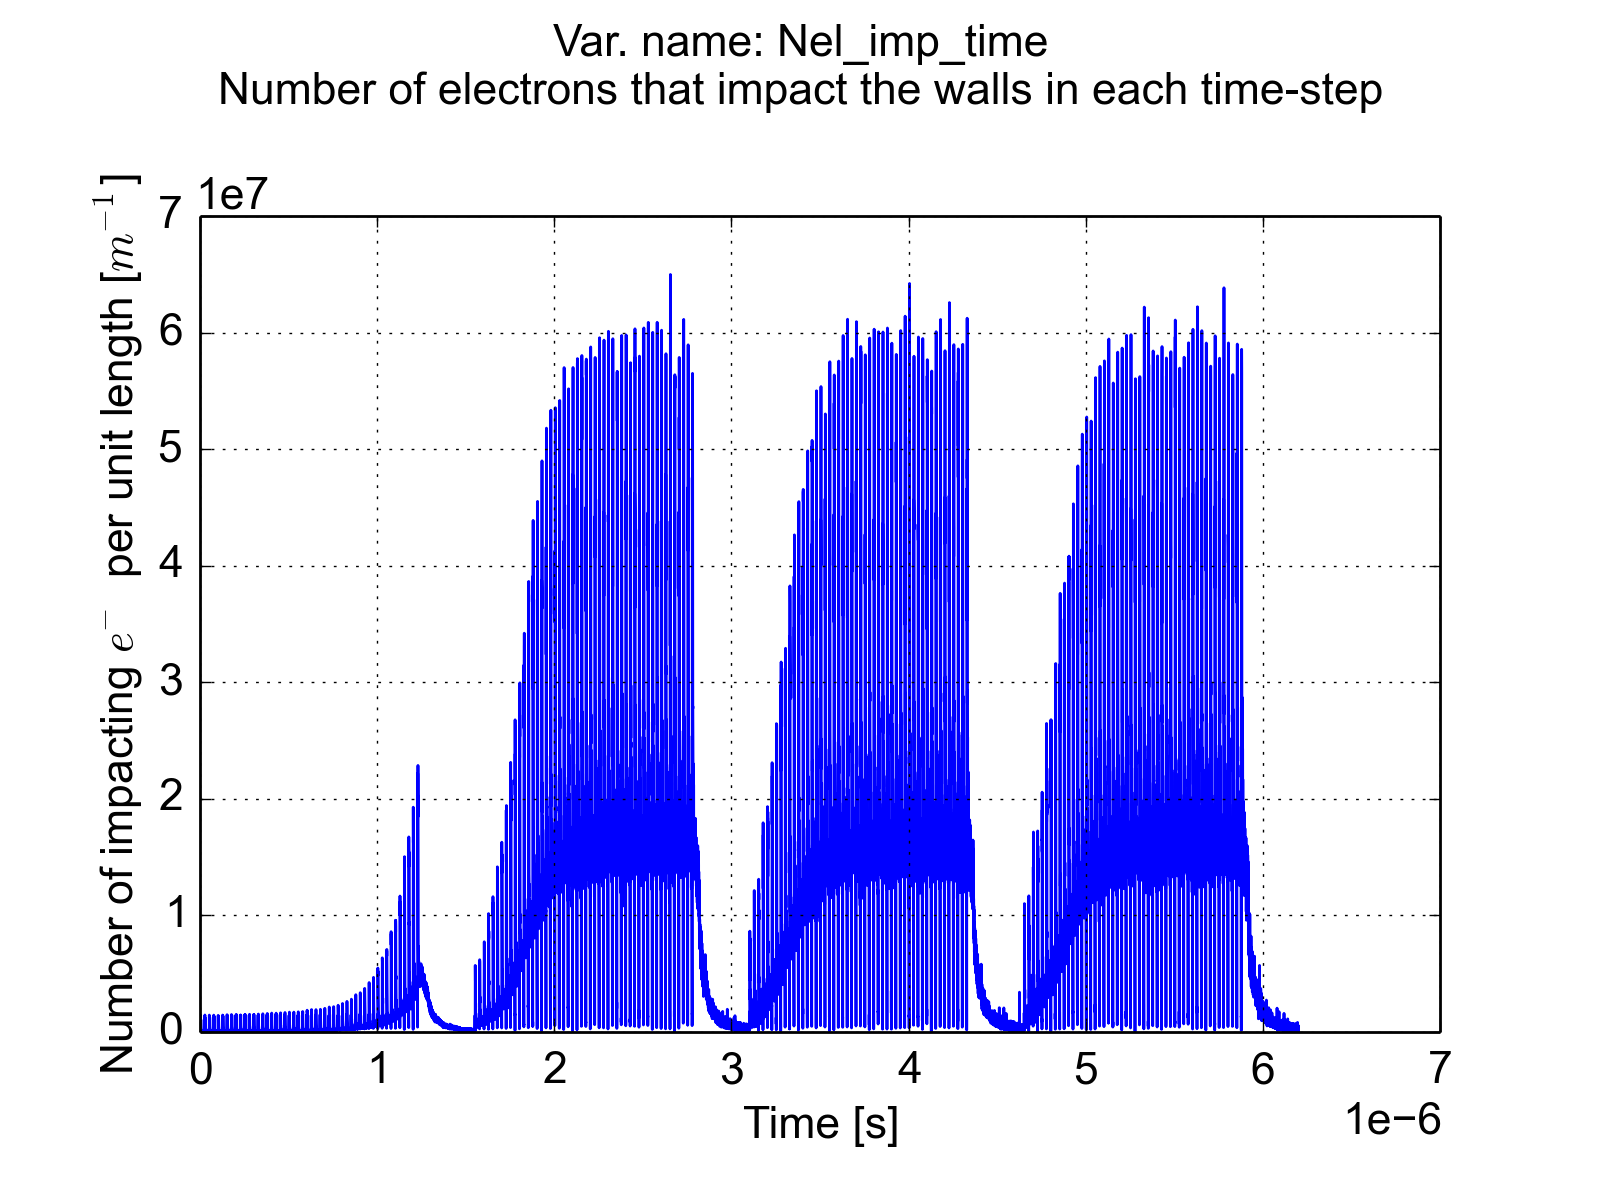 Var. name: Nel_imp_time
Number of electrons that impact the walls in each time-step
1e7
7
6
5
4
3
2
1
0
Number of impacting e⁻ per unit length [m⁻¹]
0 1 2 3 4 5 6 7
Time [s]
1e−6